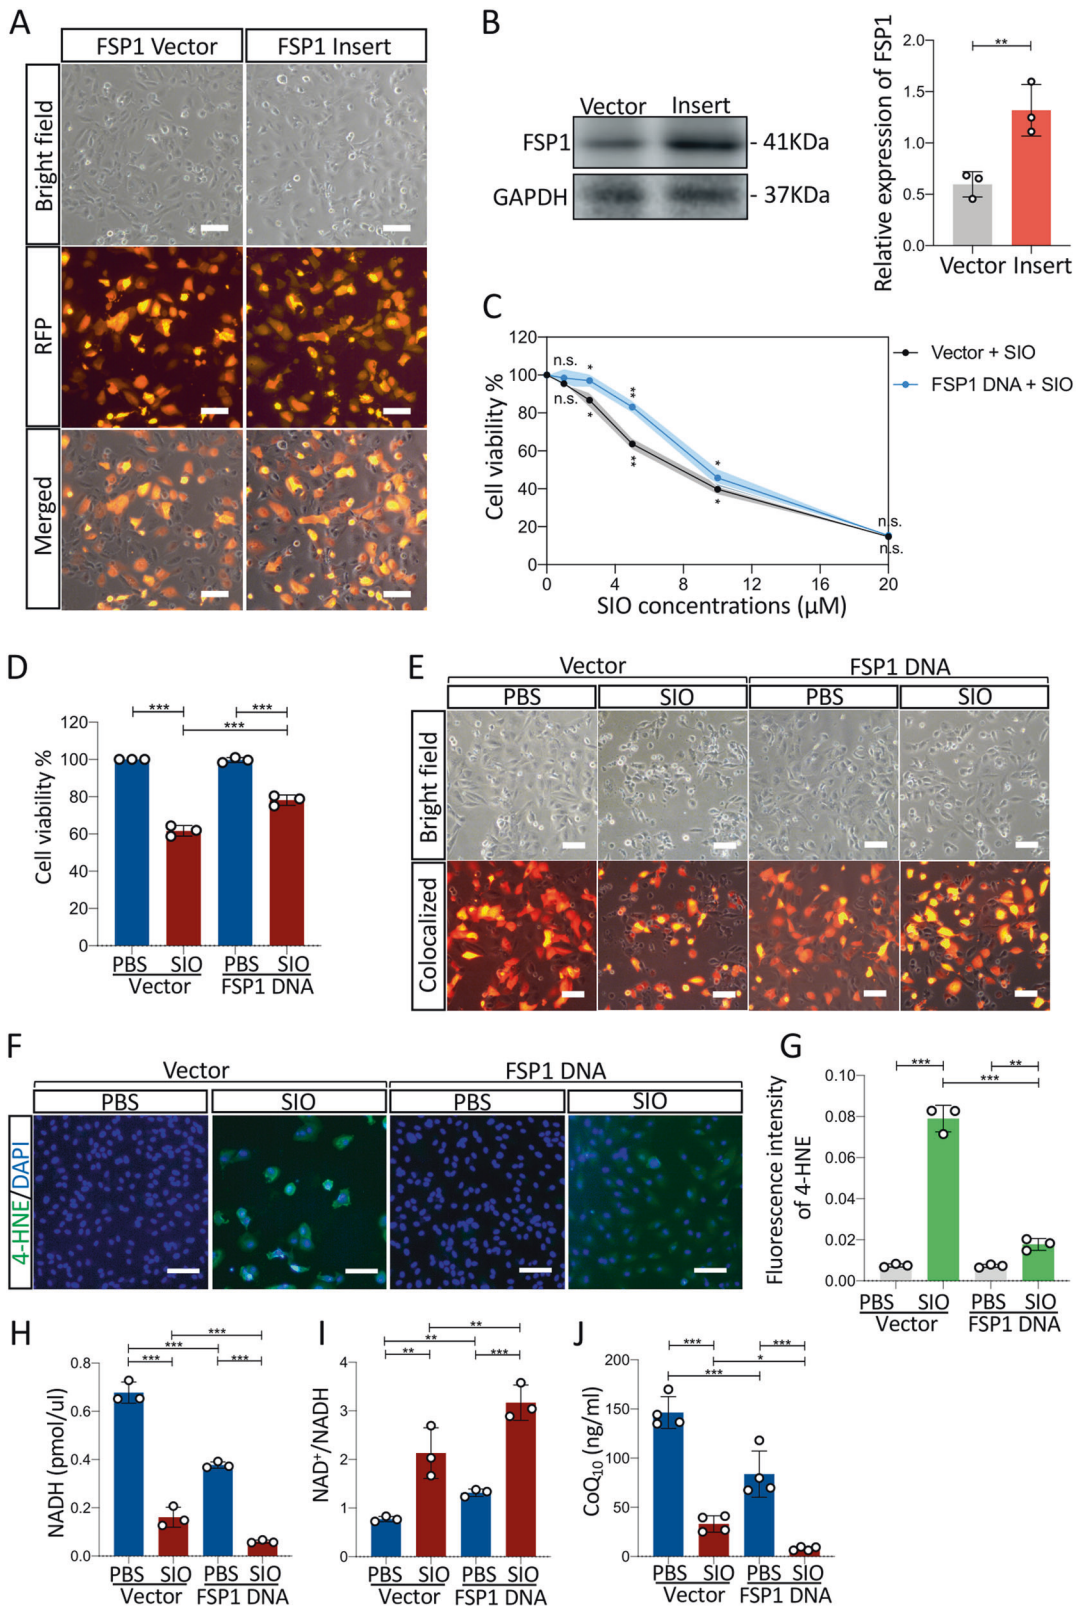 A
FSP1 Vector
FSP1 Insert
Bright field
RFP
Merged
B
Vector
Insert
FSP1
- 41KDa
GAPDH
- 37KDa
Relative expression of FSP1
2.0
1.5
1.0
0.5
0.0
**
Vector Insert
C
Cell viability %
120
100
80
60
40
20
0
n.s.
*
**
*
n.s.
n.s.
*
**
*
n.s.
0 4 8 12 16 20
SIO concentrations (μM)
Vector + SIO
FSP1 DNA + SIO
D
Cell viability %
120
100
80
60
40
20
0
*** ***
***
PBS SIO PBS SIO
Vector FSP1 DNA
E
Vector FSP1 DNA
PBS SIO PBS SIO
Bright field
Colocalized
F
Vector FSP1 DNA
PBS SIO PBS SIO
4-HNE/DAPI
G
Fluorescence intensity
of 4-HNE
0.10
0.08
0.06
0.04
0.02
0.00
*** **
***
PBS SIO PBS SIO
Vector FSP1 DNA
H
NADH (pmol/ul)
0.8
0.6
0.4
0.2
0.0
***
***
*** ***
PBS SIO PBS SIO
Vector FSP1 DNA
I
NAD⁺/NADH
4
3
2
1
0
**
**
** ***
PBS SIO PBS SIO
Vector FSP1 DNA
J
CoQ₁₀ (ng/ml)
200
150
100
50
0
*** ***
*
***
PBS SIO PBS SIO
Vector FSP1 DNA